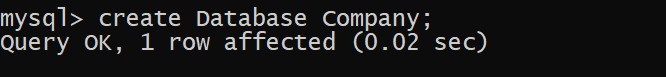 mysql> create Database Company;
Query OK, 1 row affected (0.02 sec)